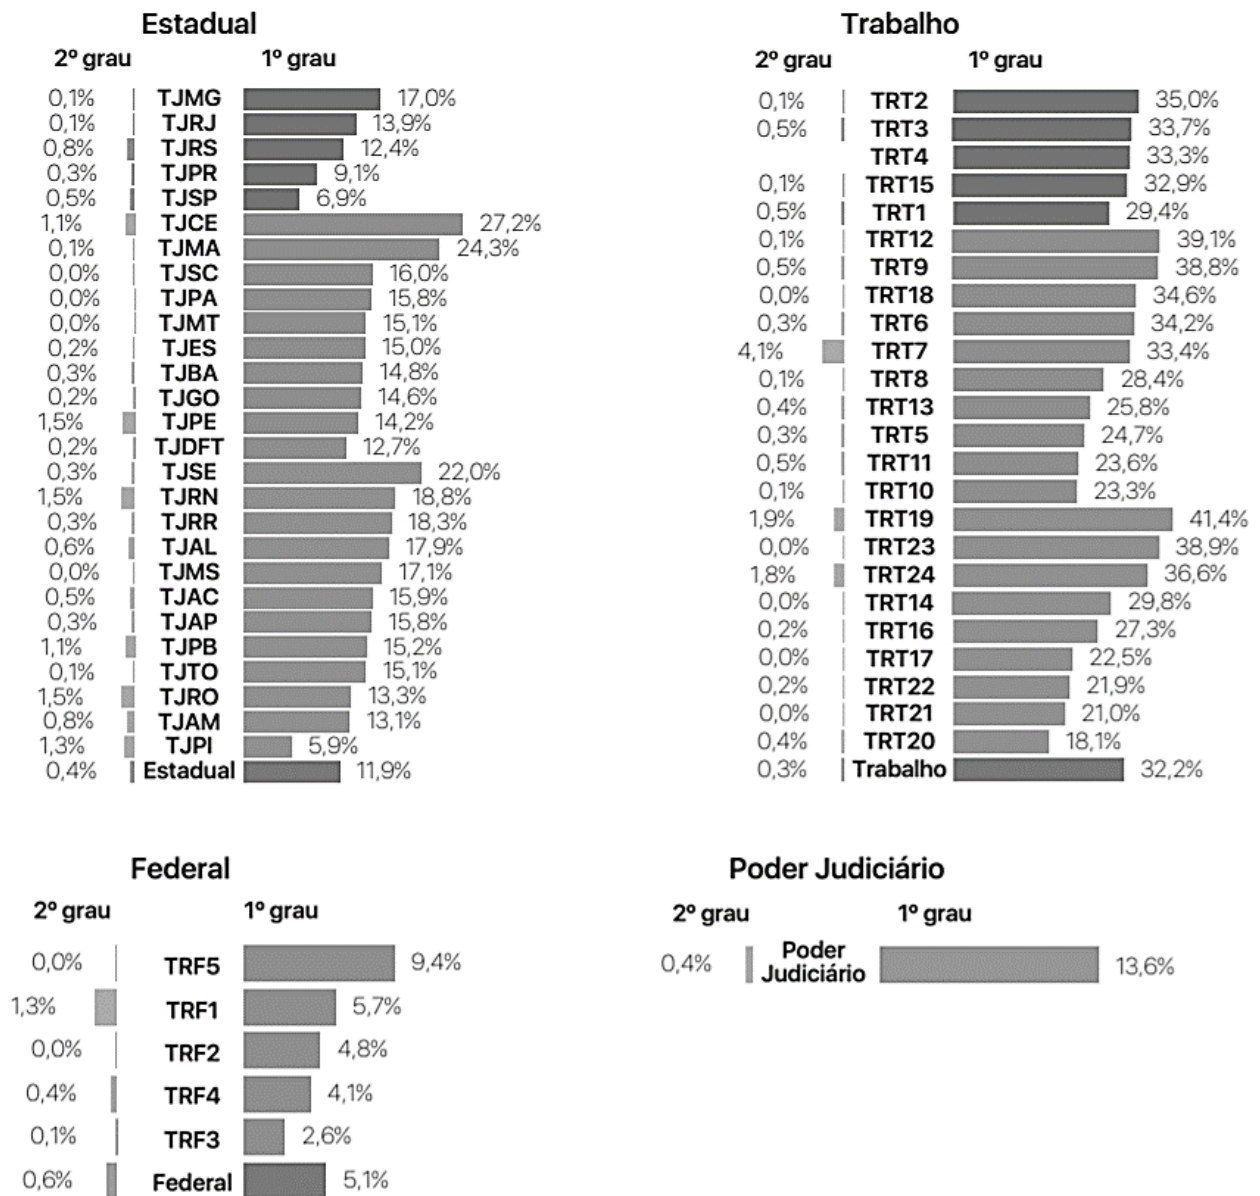 Estadual
2º grau 1º grau
0,1% TJMG 17,0%
0,1% TJRJ 13,9%
0,8% TJRS 12,4%
0,3% TJPR 9,1%
0,5% TJSP 6,9%
1,1% TJCE 27,2%
0,1% TJMA 24,3%
0,0% TJSC 16,0%
0,0% TJPA 15,8%
0,0% TJMT 15,1%
0,2% TJES 15,0%
0,3% TJBA 14,8%
0,2% TJGO 14,6%
1,5% TJPE 14,2%
0,2% TJDFT 12,7%
0,3% TJSE 22,0%
1,5% TJRN 18,8%
0,3% TJRR 18,3%
0,6% TJAL 17,9%
0,0% TJMS 17,1%
0,5% TJAC 15,9%
0,3% TJAP 15,8%
1,1% TJPB 15,2%
0,1% TJTO 15,1%
1,5% TJRO 13,3%
0,8% TJAM 13,1%
1,3% TJPI 5,9%
0,4% Estadual 11,9%
Trabalho
2º grau 1º grau
0,1% TRT2 35,0%
0,5% TRT3 33,7%
TRT4 33,3%
0,1% TRT15 32,9%
0,5% TRT1 29,4%
0,1% TRT12 39,1%
0,5% TRT9 38,8%
0,0% TRT18 34,6%
0,3% TRT6 34,2%
4,1% TRT7 33,4%
0,1% TRT8 28,4%
0,4% TRT13 25,8%
0,3% TRT5 24,7%
0,5% TRT11 23,6%
0,1% TRT10 23,3%
1,9% TRT19 41,4%
0,0% TRT23 38,9%
1,8% TRT24 36,6%
0,0% TRT14 29,8%
0,2% TRT16 27,3%
0,0% TRT17 22,5%
0,2% TRT22 21,9%
0,0% TRT21 21,0%
0,4% TRT20 18,1%
0,3% Trabalho 32,2%
Federal
2º grau 1º grau
0,0% TRF5 9,4%
1,3% TRF1 5,7%
0,0% TRF2 4,8%
0,4% TRF4 4,1%
0,1% TRF3 2,6%
0,6% Federal 5,1%
Poder Judiciário
2º grau 1º grau
0,4% Poder
Judiciário 13,6%